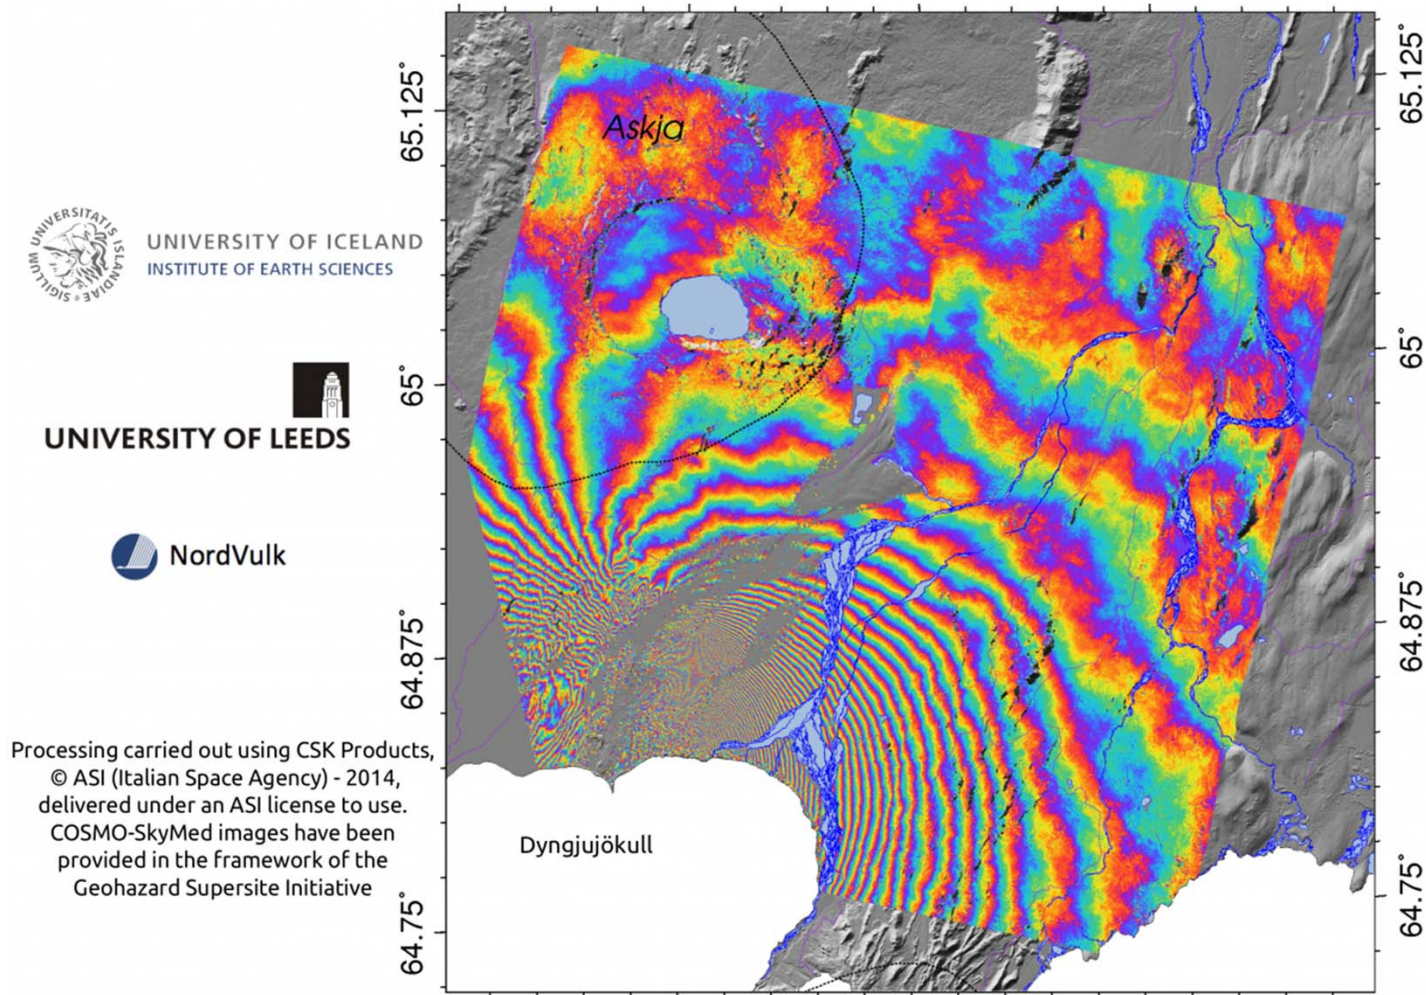 65.125°
65°
64.875°
64.75°
65.125°
65°
64.875°
64.75°
Askja
Dyngjujökull
SIGILLUM UNIVERSITATIS ISLANDIAE
UNIVERSITY OF ICELAND
INSTITUTE OF EARTH SCIENCES
UNIVERSITY OF LEEDS
NordVulk
Processing carried out using CSK Products,
© ASI (Italian Space Agency) - 2014,
delivered under an ASI license to use.
COSMO-SkyMed images have been
provided in the framework of the
Geohazard Supersite Initiative